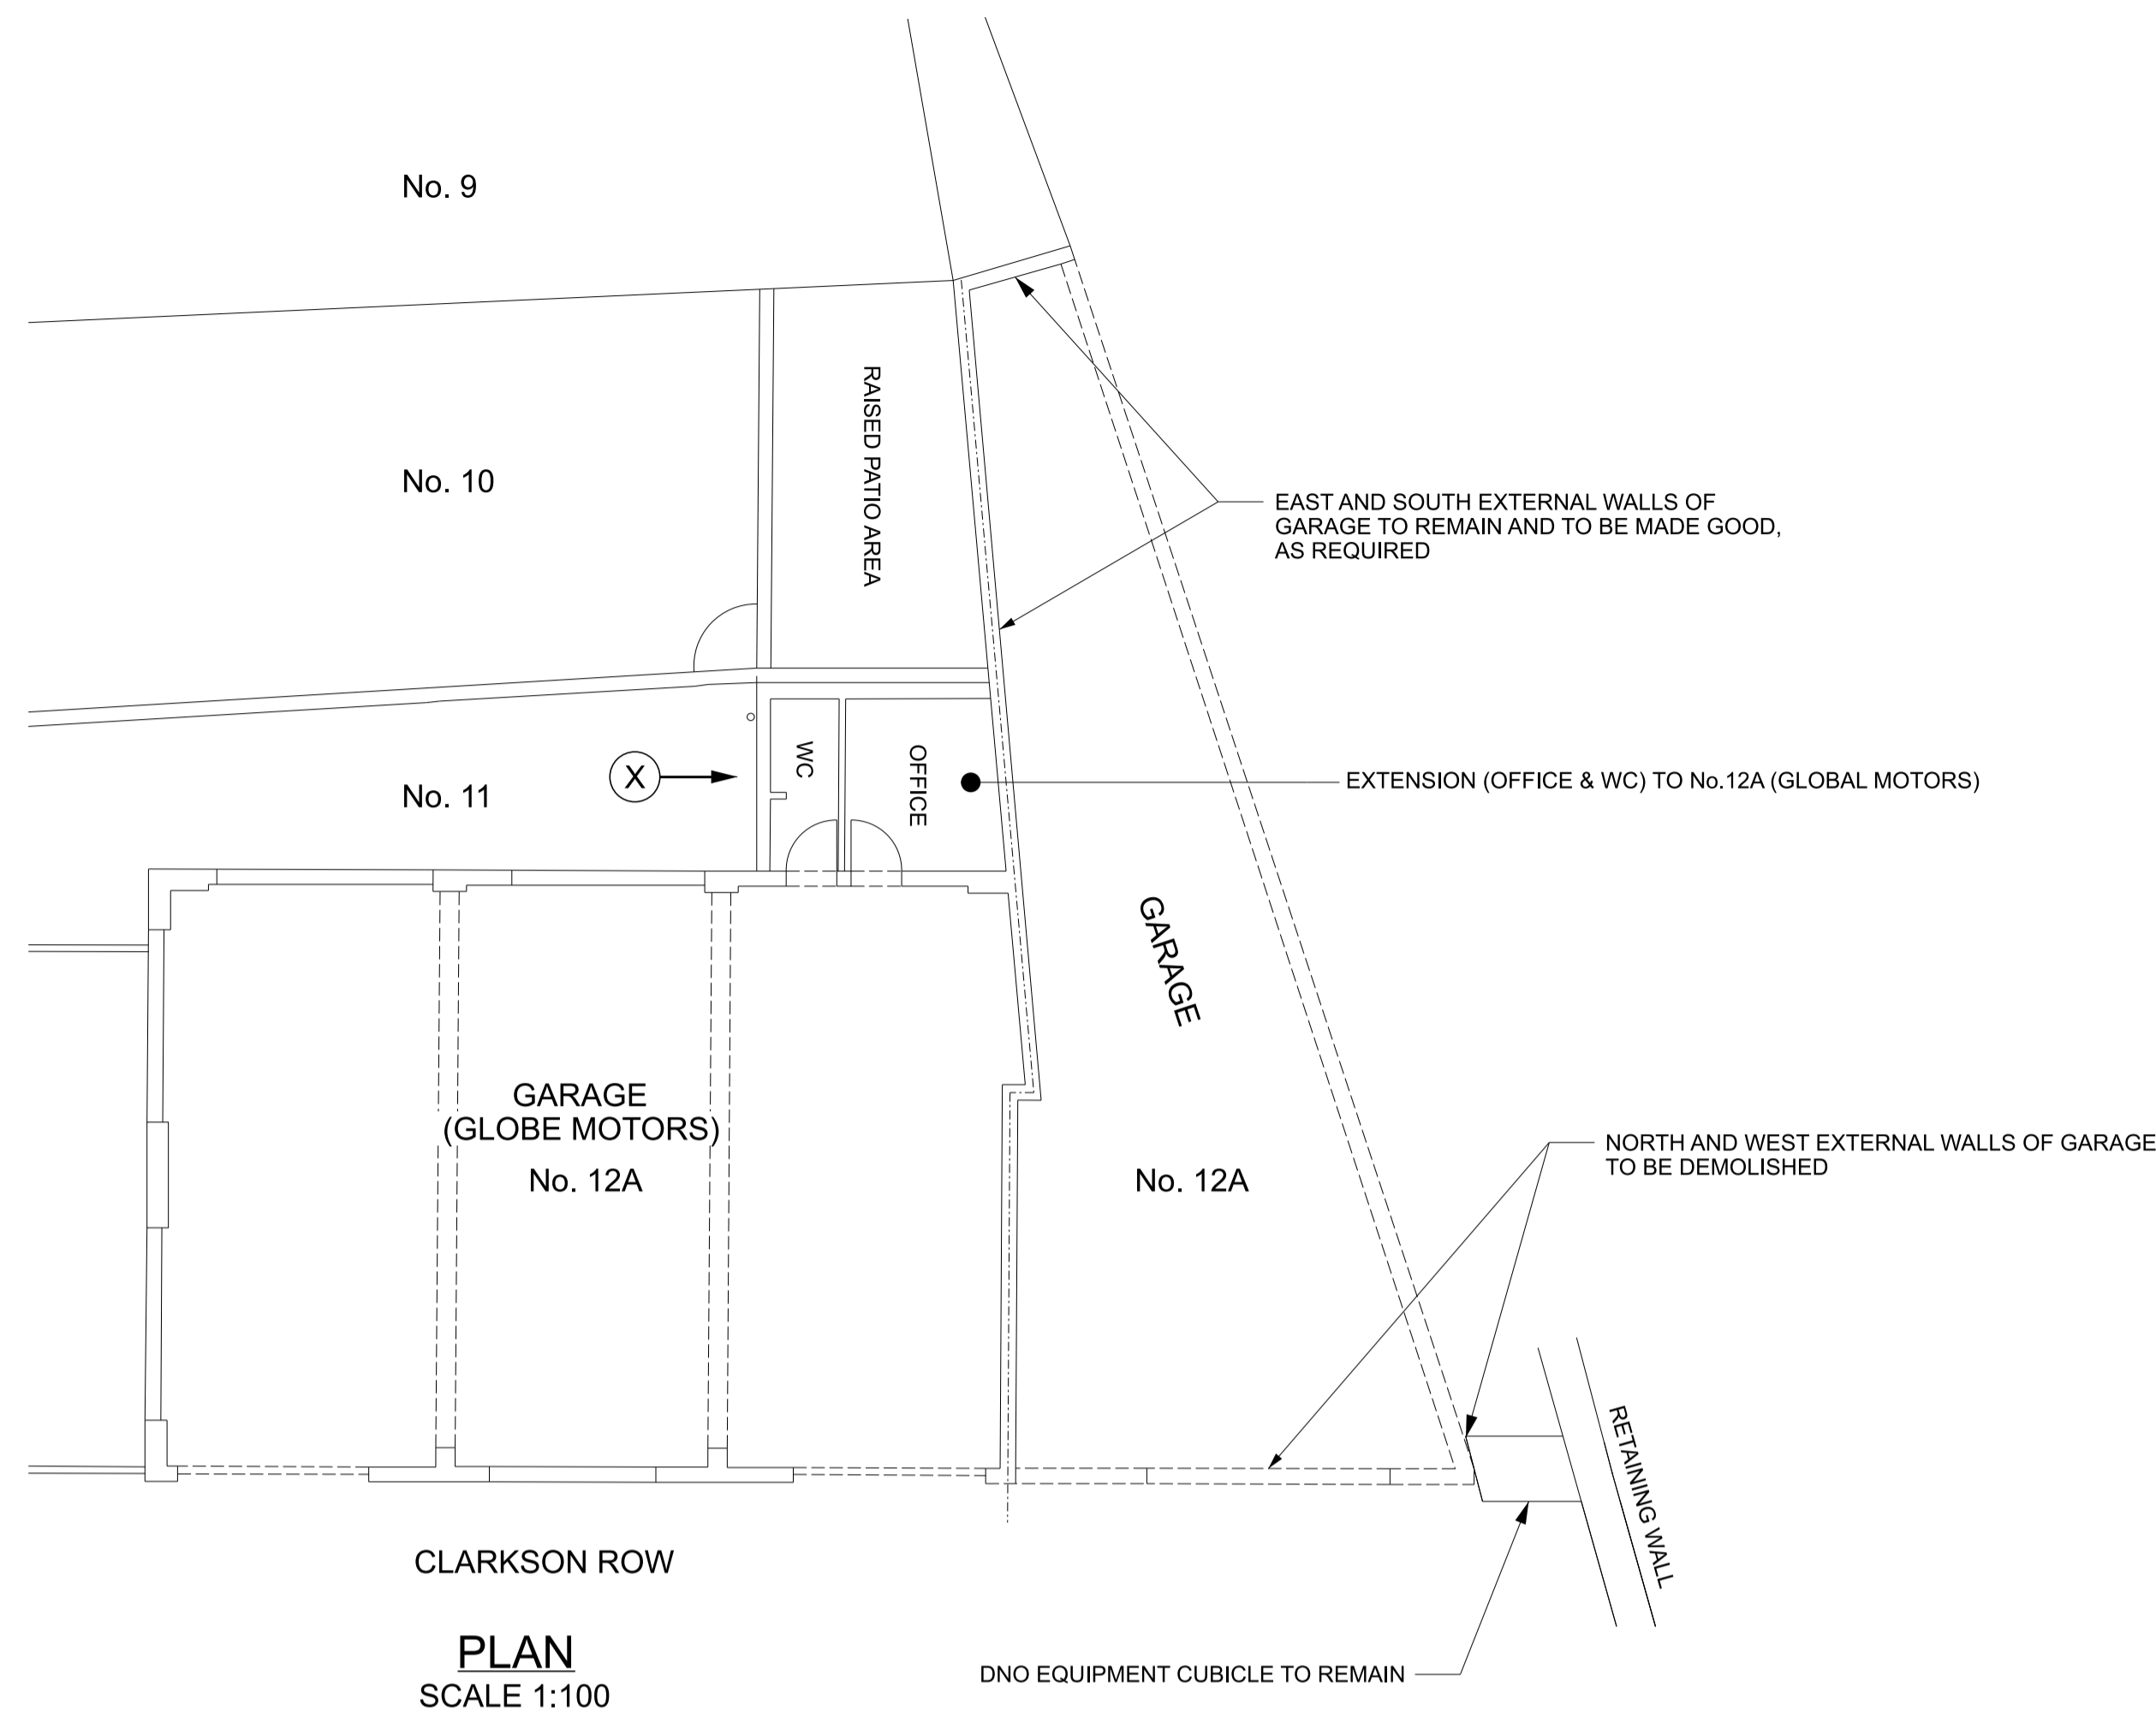 No. 9
RAISED PATIO AREA
No. 10
EAST AND SOUTH EXTERNAL WALLS OF
GARAGE TO REMAIN AND TO BE MADE GOOD,
AS REQUIRED
No. 11
X
WC
OFFICE
EXTENSION (OFFICE & WC) TO No.12A (GLOBAL MOTORS)
GARAGE
GARAGE
(GLOBE MOTORS)
No. 12A
No. 12A
NORTH AND WEST EXTERNAL WALLS OF GARAGE
TO BE DEMOLISHED
RETAINING WALL
CLARKSON ROW
PLAN
SCALE 1:100
DNO EQUIPMENT CUBICLE TO REMAIN